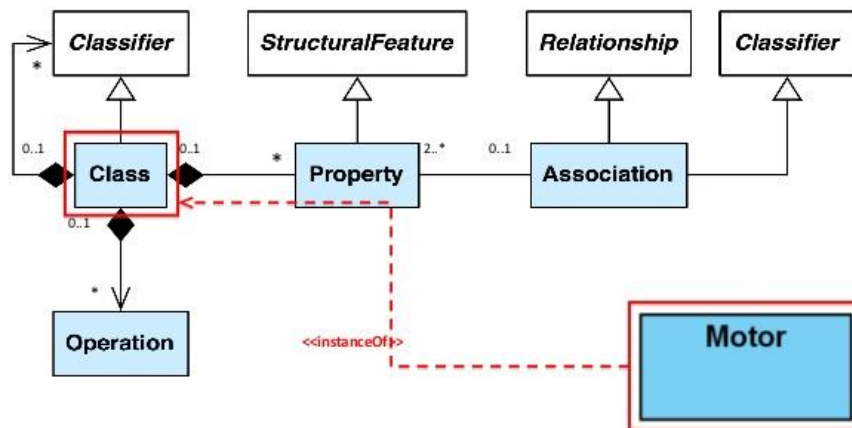 Classifier
StructuralFeature
Relationship
Classifier
*
0..1
0..1
2..*
0..1
Class
*
Property
Association
0..1
*
Operation
<<instanceOf>>
Motor